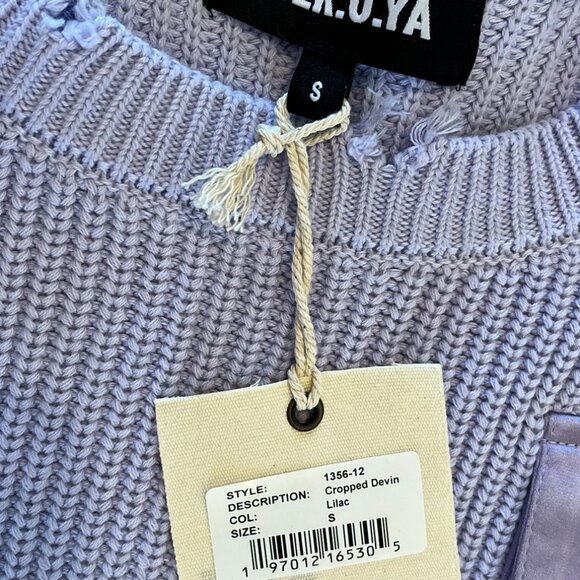 .R.O.YA
S
STYLE: 1356-12
DESCRIPTION: Cropped Devin
COL: Lilac
SIZE: S
1 97012 16530 5